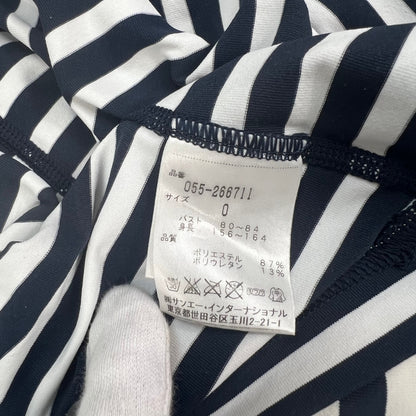 品番
055-266711
サイズ
0
バスト 80~84
身長 156~164
品質
ポリエステル 87%
ポリウレタン 13%
㈱サンエー・インターナショナル
東京都世田谷区玉川2-21-1